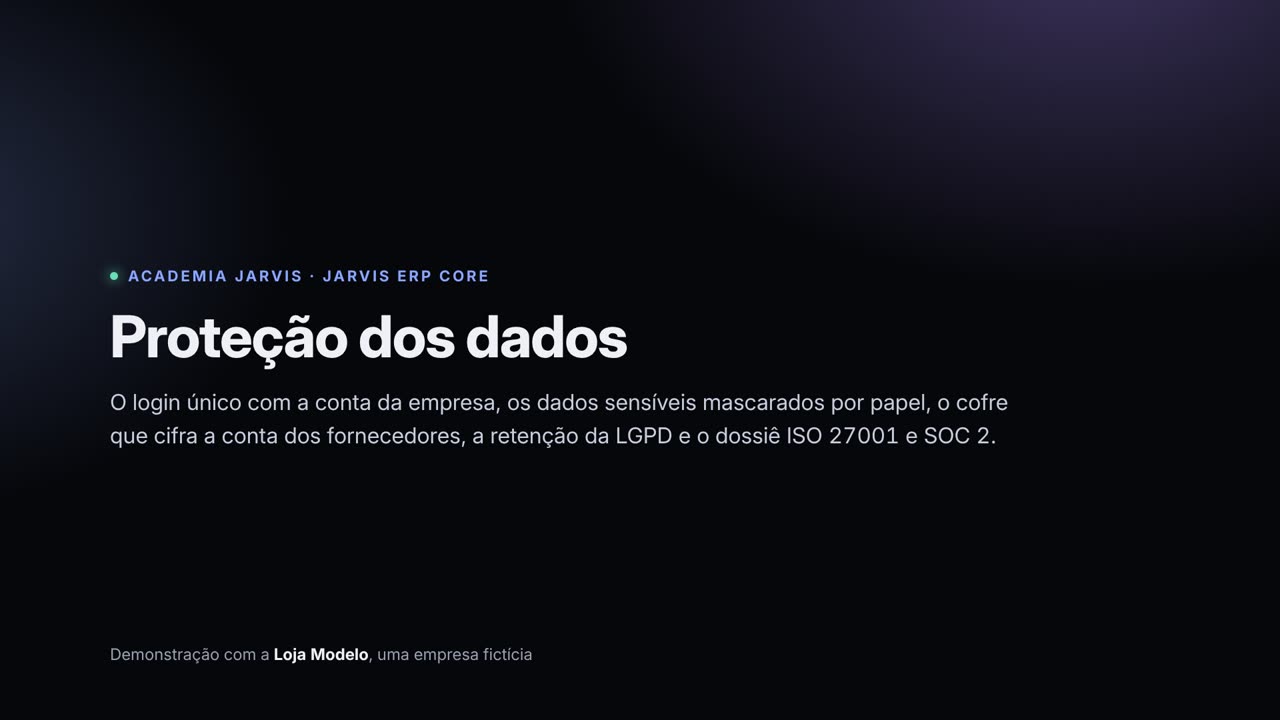 ACADEMIA JARVIS · JARVIS ERP CORE
Proteção dos dados
O login único com a conta da empresa, os dados sensíveis mascarados por papel, o cofre
que cifra a conta dos fornecedores, a retenção da LGPD e o dossiê ISO 27001 e SOC 2.
Demonstração com a Loja Modelo, uma empresa fictícia